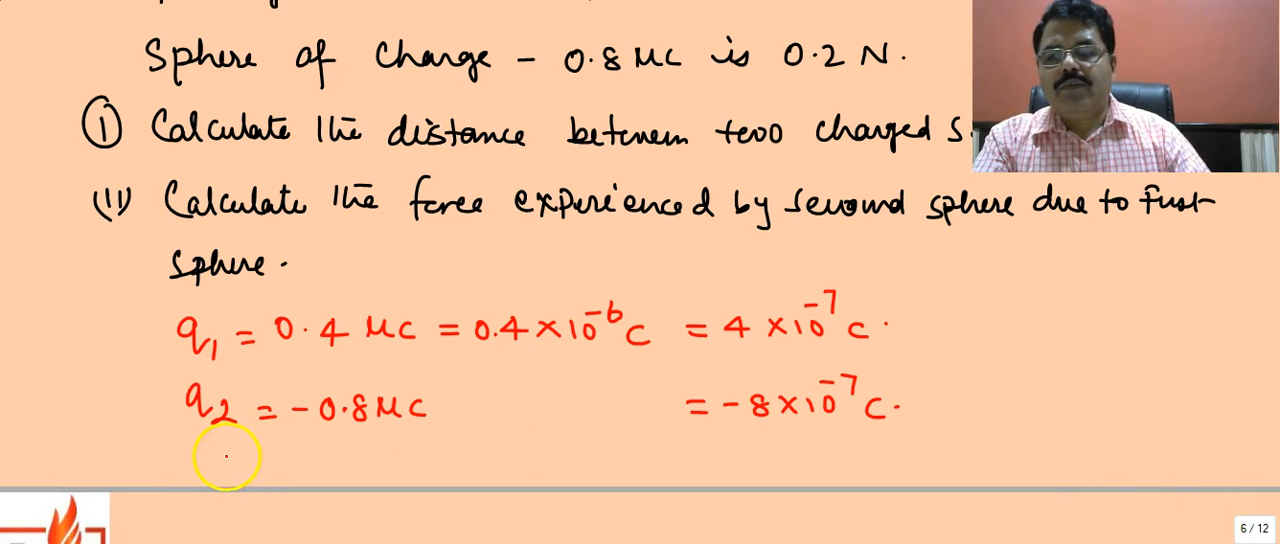 Sphere of Charge - 0.8 μC is 0.2 N.
(i) Calculate the distance between two charged s
(ii) Calculate the force experienced by second sphere due to first
sphere.
q₁ = 0.4 μC = 0.4 × 10⁻⁶ C = 4 × 10⁻⁷ C.
q₂ = - 0.8 μC = - 8 × 10⁻⁷ C.
6 / 12